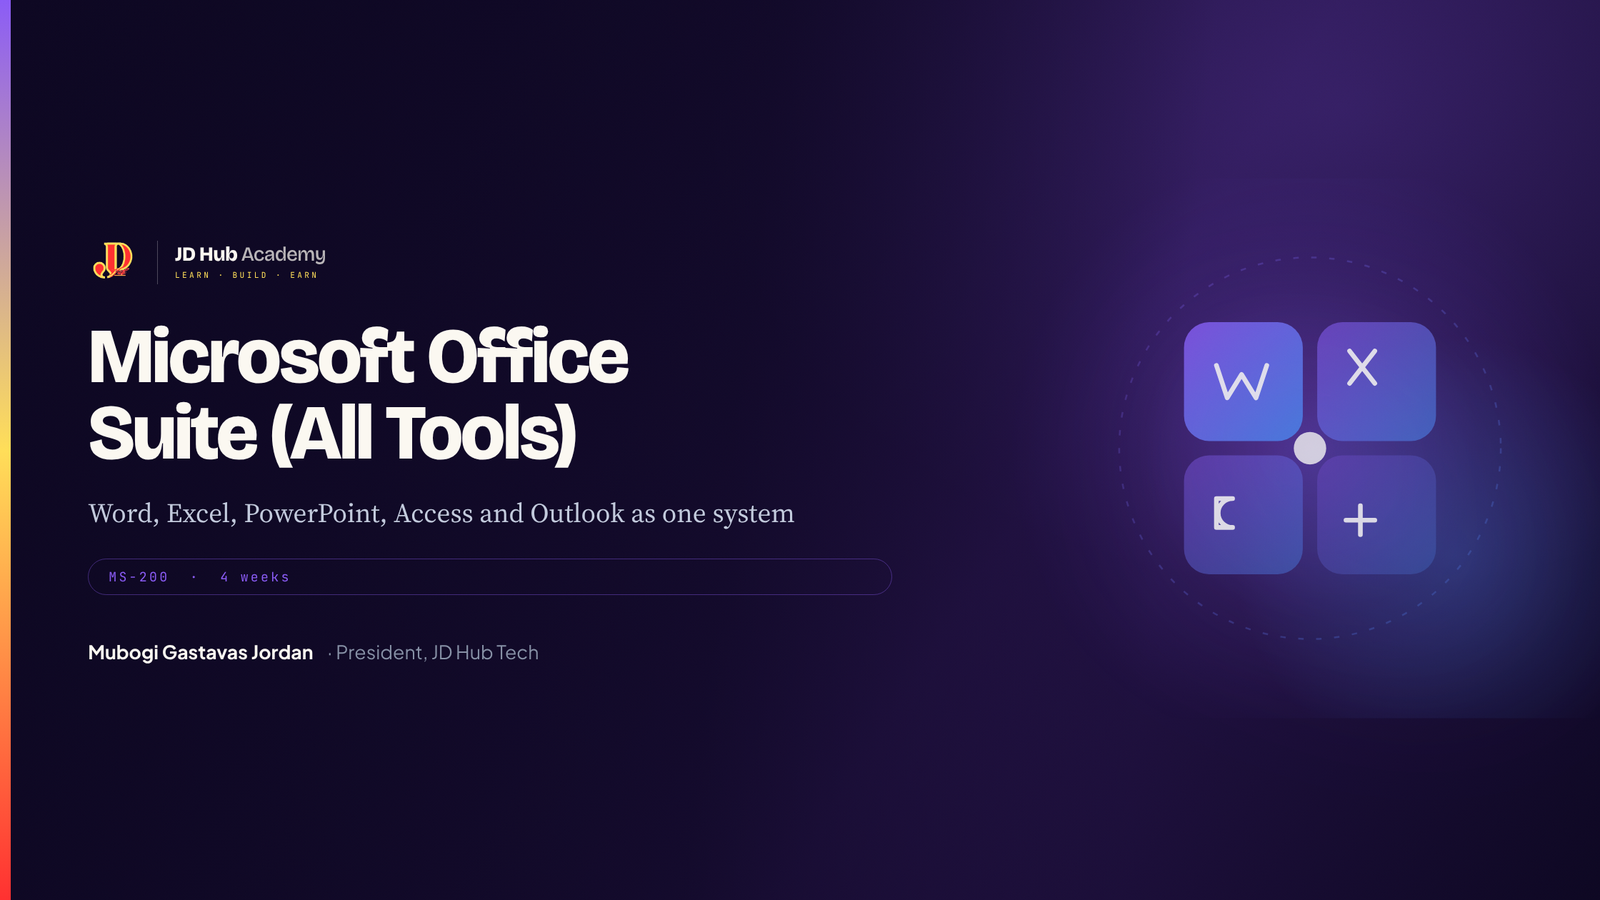 JD
JD Hub Academy
LEARN · BUILD · EARN
Microsoft Office
Suite (All Tools)
Word, Excel, PowerPoint, Access and Outlook as one system
MS-200 · 4 weeks
Mubogi Gastavas Jordan · President, JD Hub Tech
W
X
+